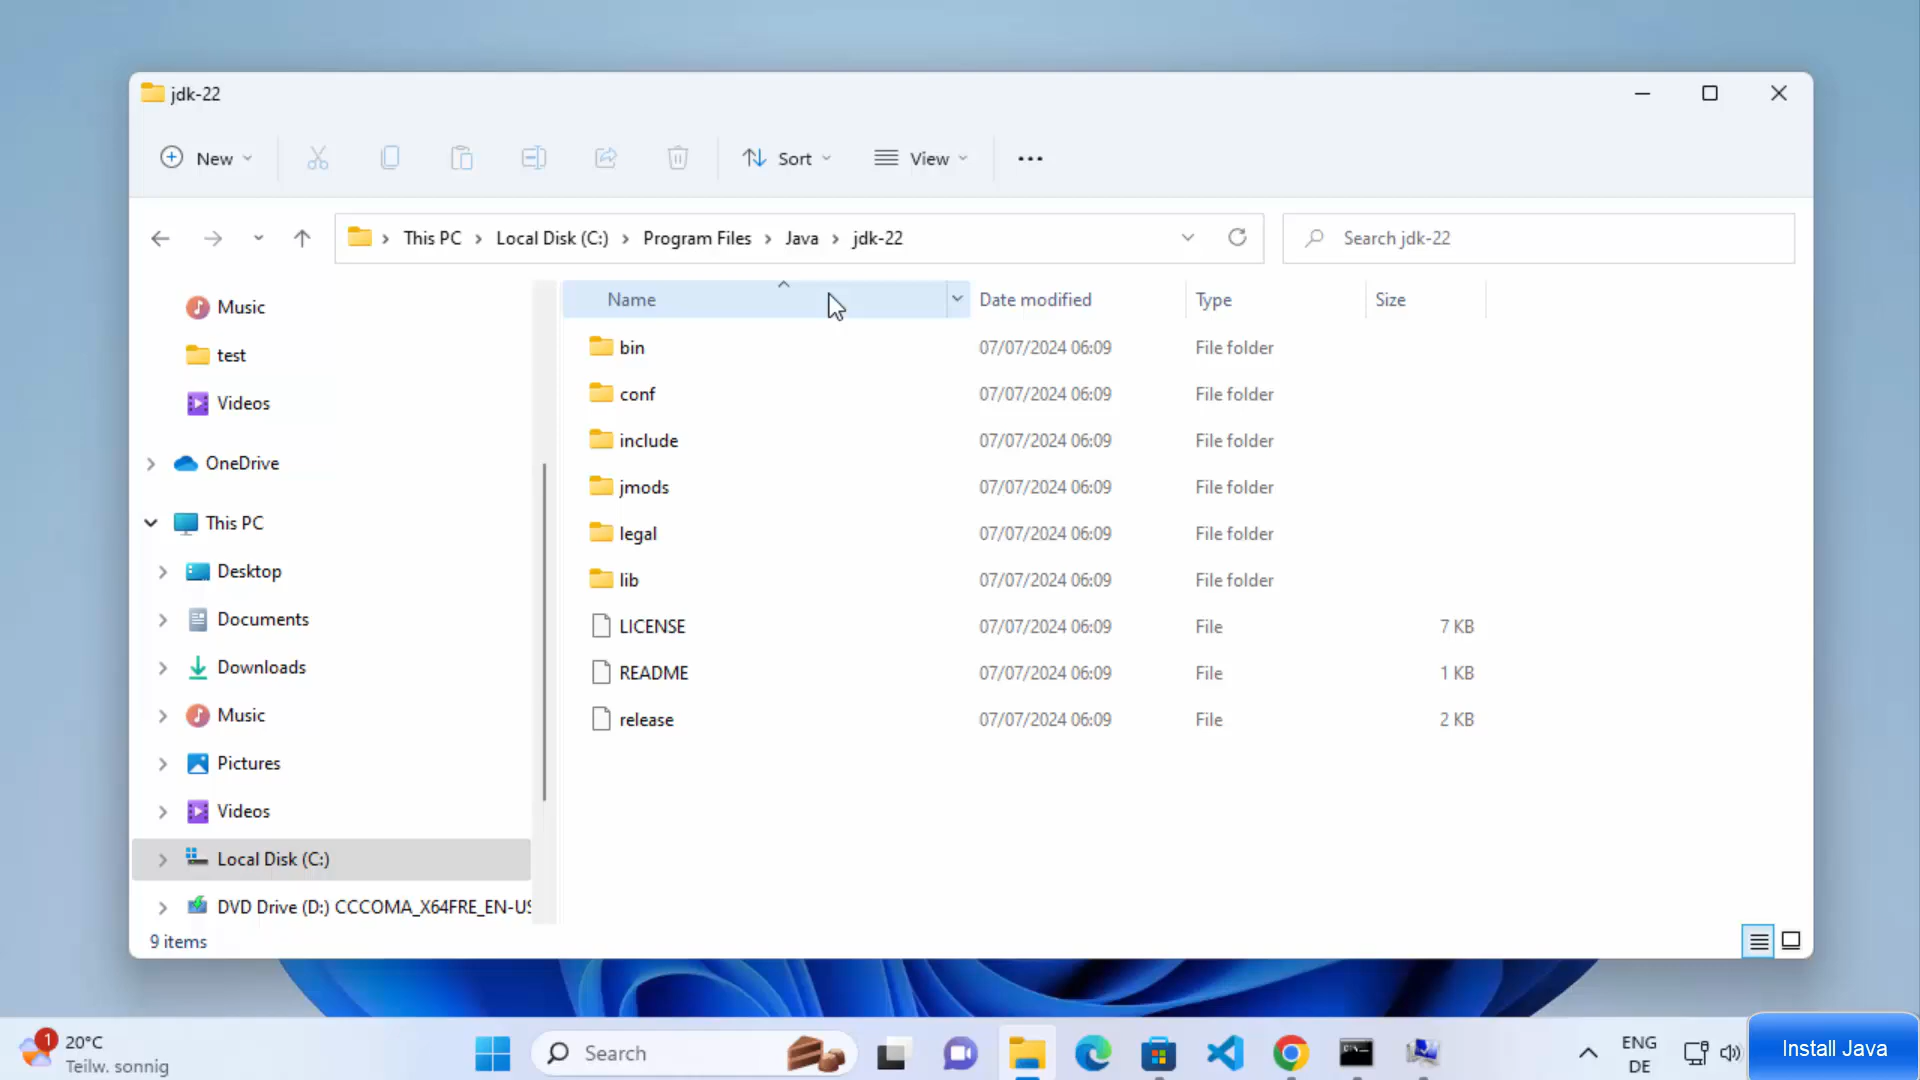 jdk-22
New
Sort
View
This PC
Local Disk (C:)
Program Files
Java
jdk-22
Search jdk-22
Music
test
Videos
OneDrive
This PC
Desktop
Documents
Downloads
Music
Pictures
Videos
Local Disk (C:)
DVD Drive (D:) CCCOMA_X64FRE_EN-US
Name Date modified Type Size
bin 07/07/2024 06:09 File folder
conf 07/07/2024 06:09 File folder
include 07/07/2024 06:09 File folder
jmods 07/07/2024 06:09 File folder
legal 07/07/2024 06:09 File folder
lib 07/07/2024 06:09 File folder
LICENSE 07/07/2024 06:09 File 7 KB
README 07/07/2024 06:09 File 1 KB
release 07/07/2024 06:09 File 2 KB
9 items
1
20°C
Teilw. sonnig
Search
ENG
DE
Install Java